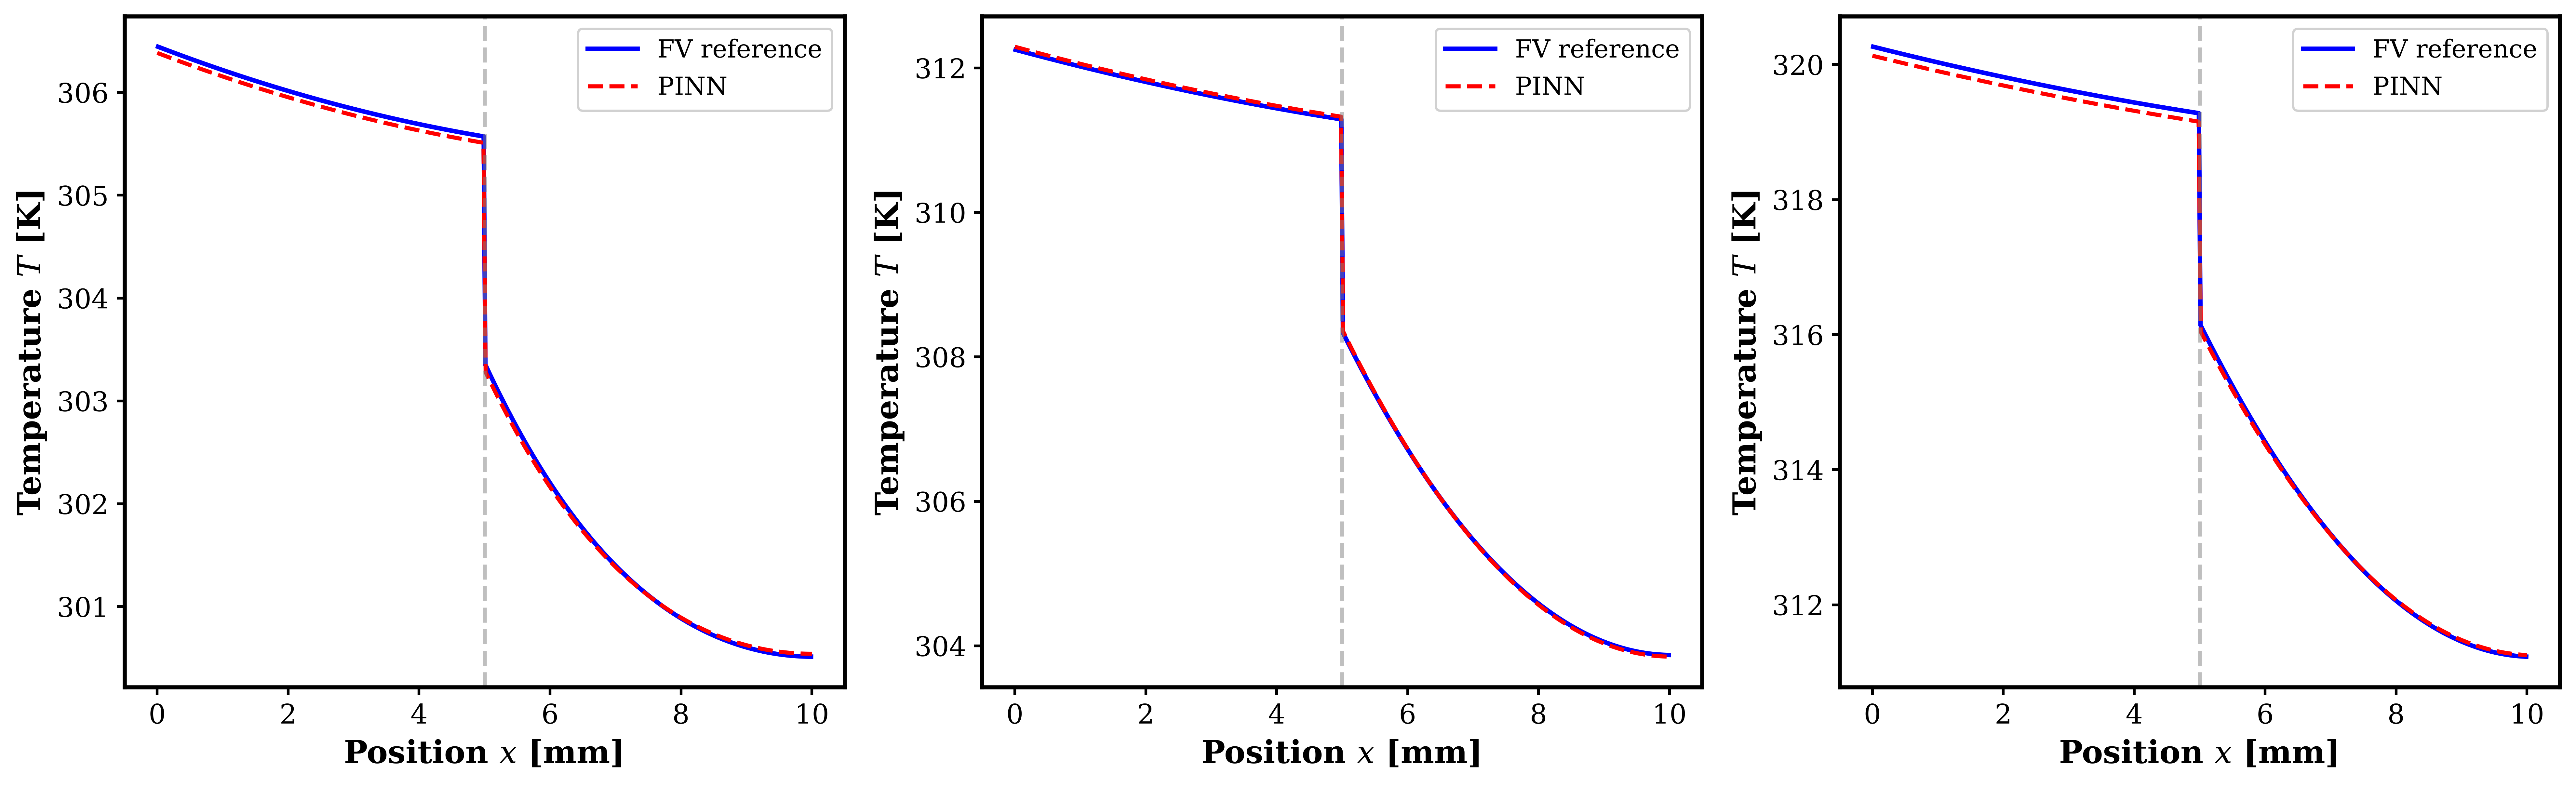 FV reference
PINN
306
305
304
303
302
301
Temperature T [K]
0 2 4 6 8 10
Position x [mm]
FV reference
PINN
312
310
308
306
304
Temperature T [K]
0 2 4 6 8 10
Position x [mm]
FV reference
PINN
320
318
316
314
312
Temperature T [K]
0 2 4 6 8 10
Position x [mm]